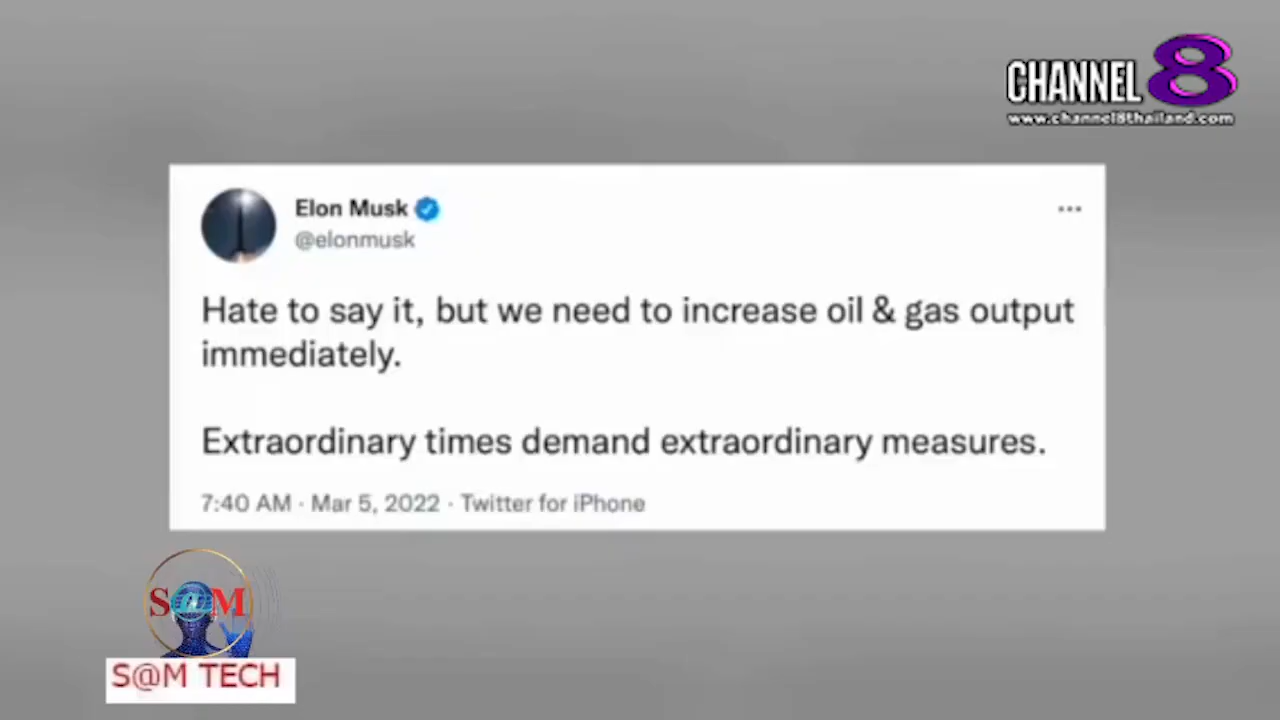 CHANNEL 8
www.channel8thailand.com
Elon Musk
@elonmusk
Hate to say it, but we need to increase oil & gas output
immediately.
Extraordinary times demand extraordinary measures.
7:40 AM · Mar 5, 2022 · Twitter for iPhone
S@M
S@M TECH